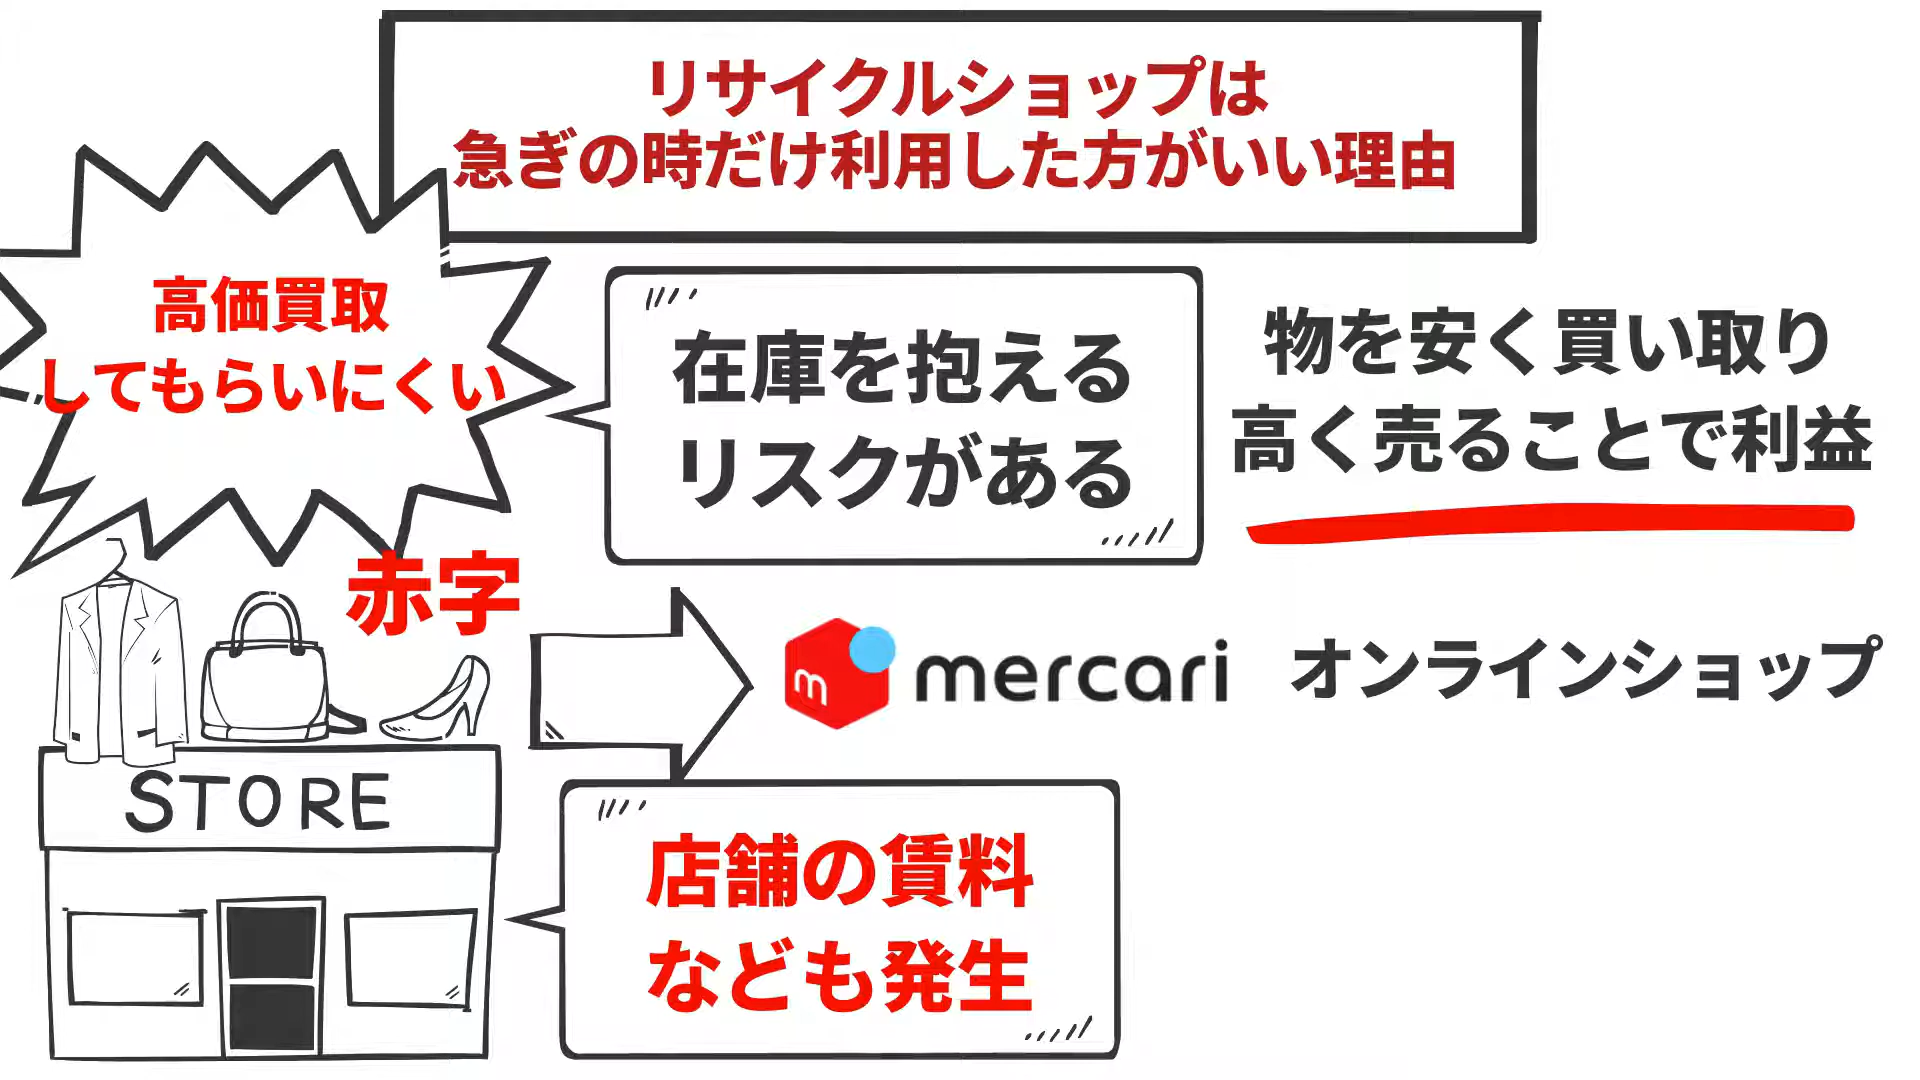 リサイクルショップは
急ぎの時だけ利用した方がいい理由
高価買取
してもらいにくい
在庫を抱える
リスクがある
物を安く買い取り
高く売ることで利益
赤字
m
mercari
オンラインショップ
STORE
店舗の賃料
なども発生